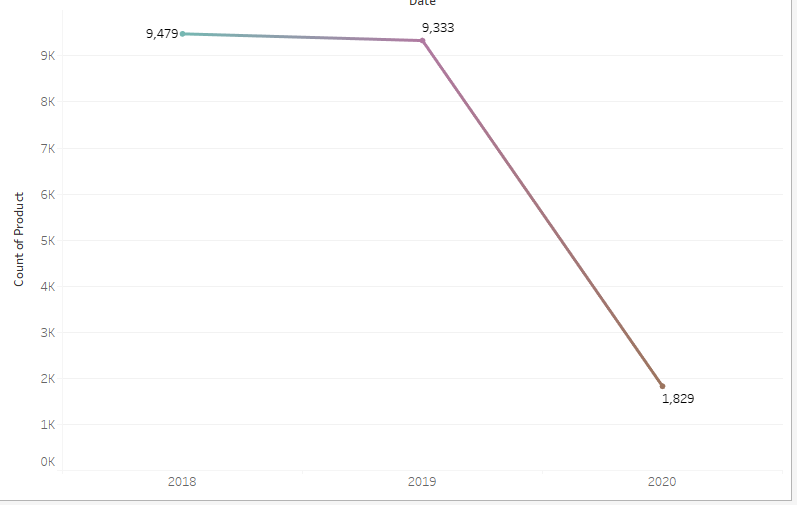 Date
9,479
9,333
9K
8K
7K
6K
5K
4K
3K
2K
1K
0K
Count of Product
1,829
2018
2019
2020